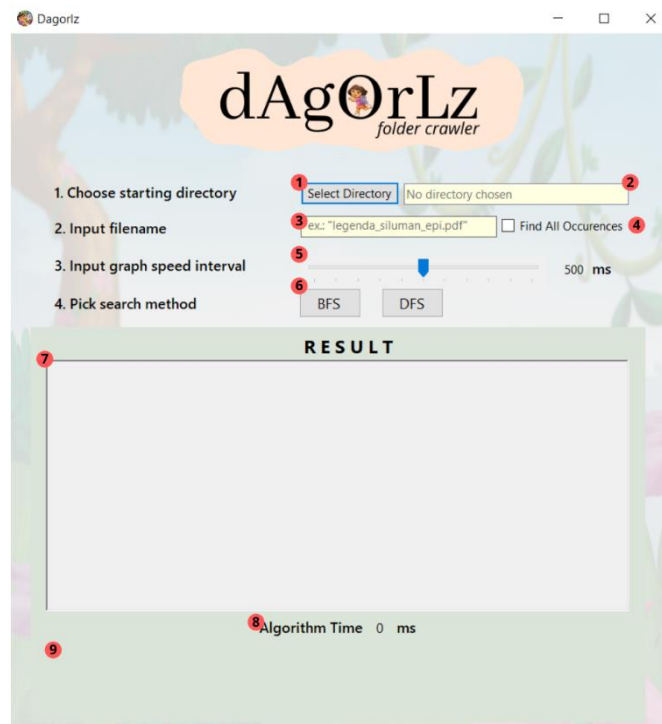 Dagorlz
dAgOrLz
folder crawler
1. Choose starting directory 1 Select Directory No directory chosen 2
2. Input filename 3 ex.: "legenda_siluman_epi.pdf" Find All Occurences 4
3. Input graph speed interval 5 500 ms
4. Pick search method 6 BFS DFS
RESULT
7
8 Algorithm Time 0 ms
9